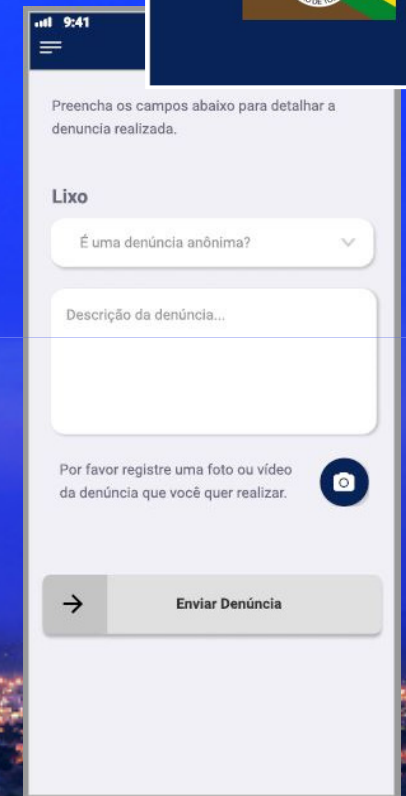 9:41
Preencha os campos abaixo para detalhar a
denuncia realizada.
Lixo
É uma denúncia anônima?
Descrição da denúncia...
Por favor registre uma foto ou vídeo
da denúncia que você quer realizar.
Enviar Denúncia